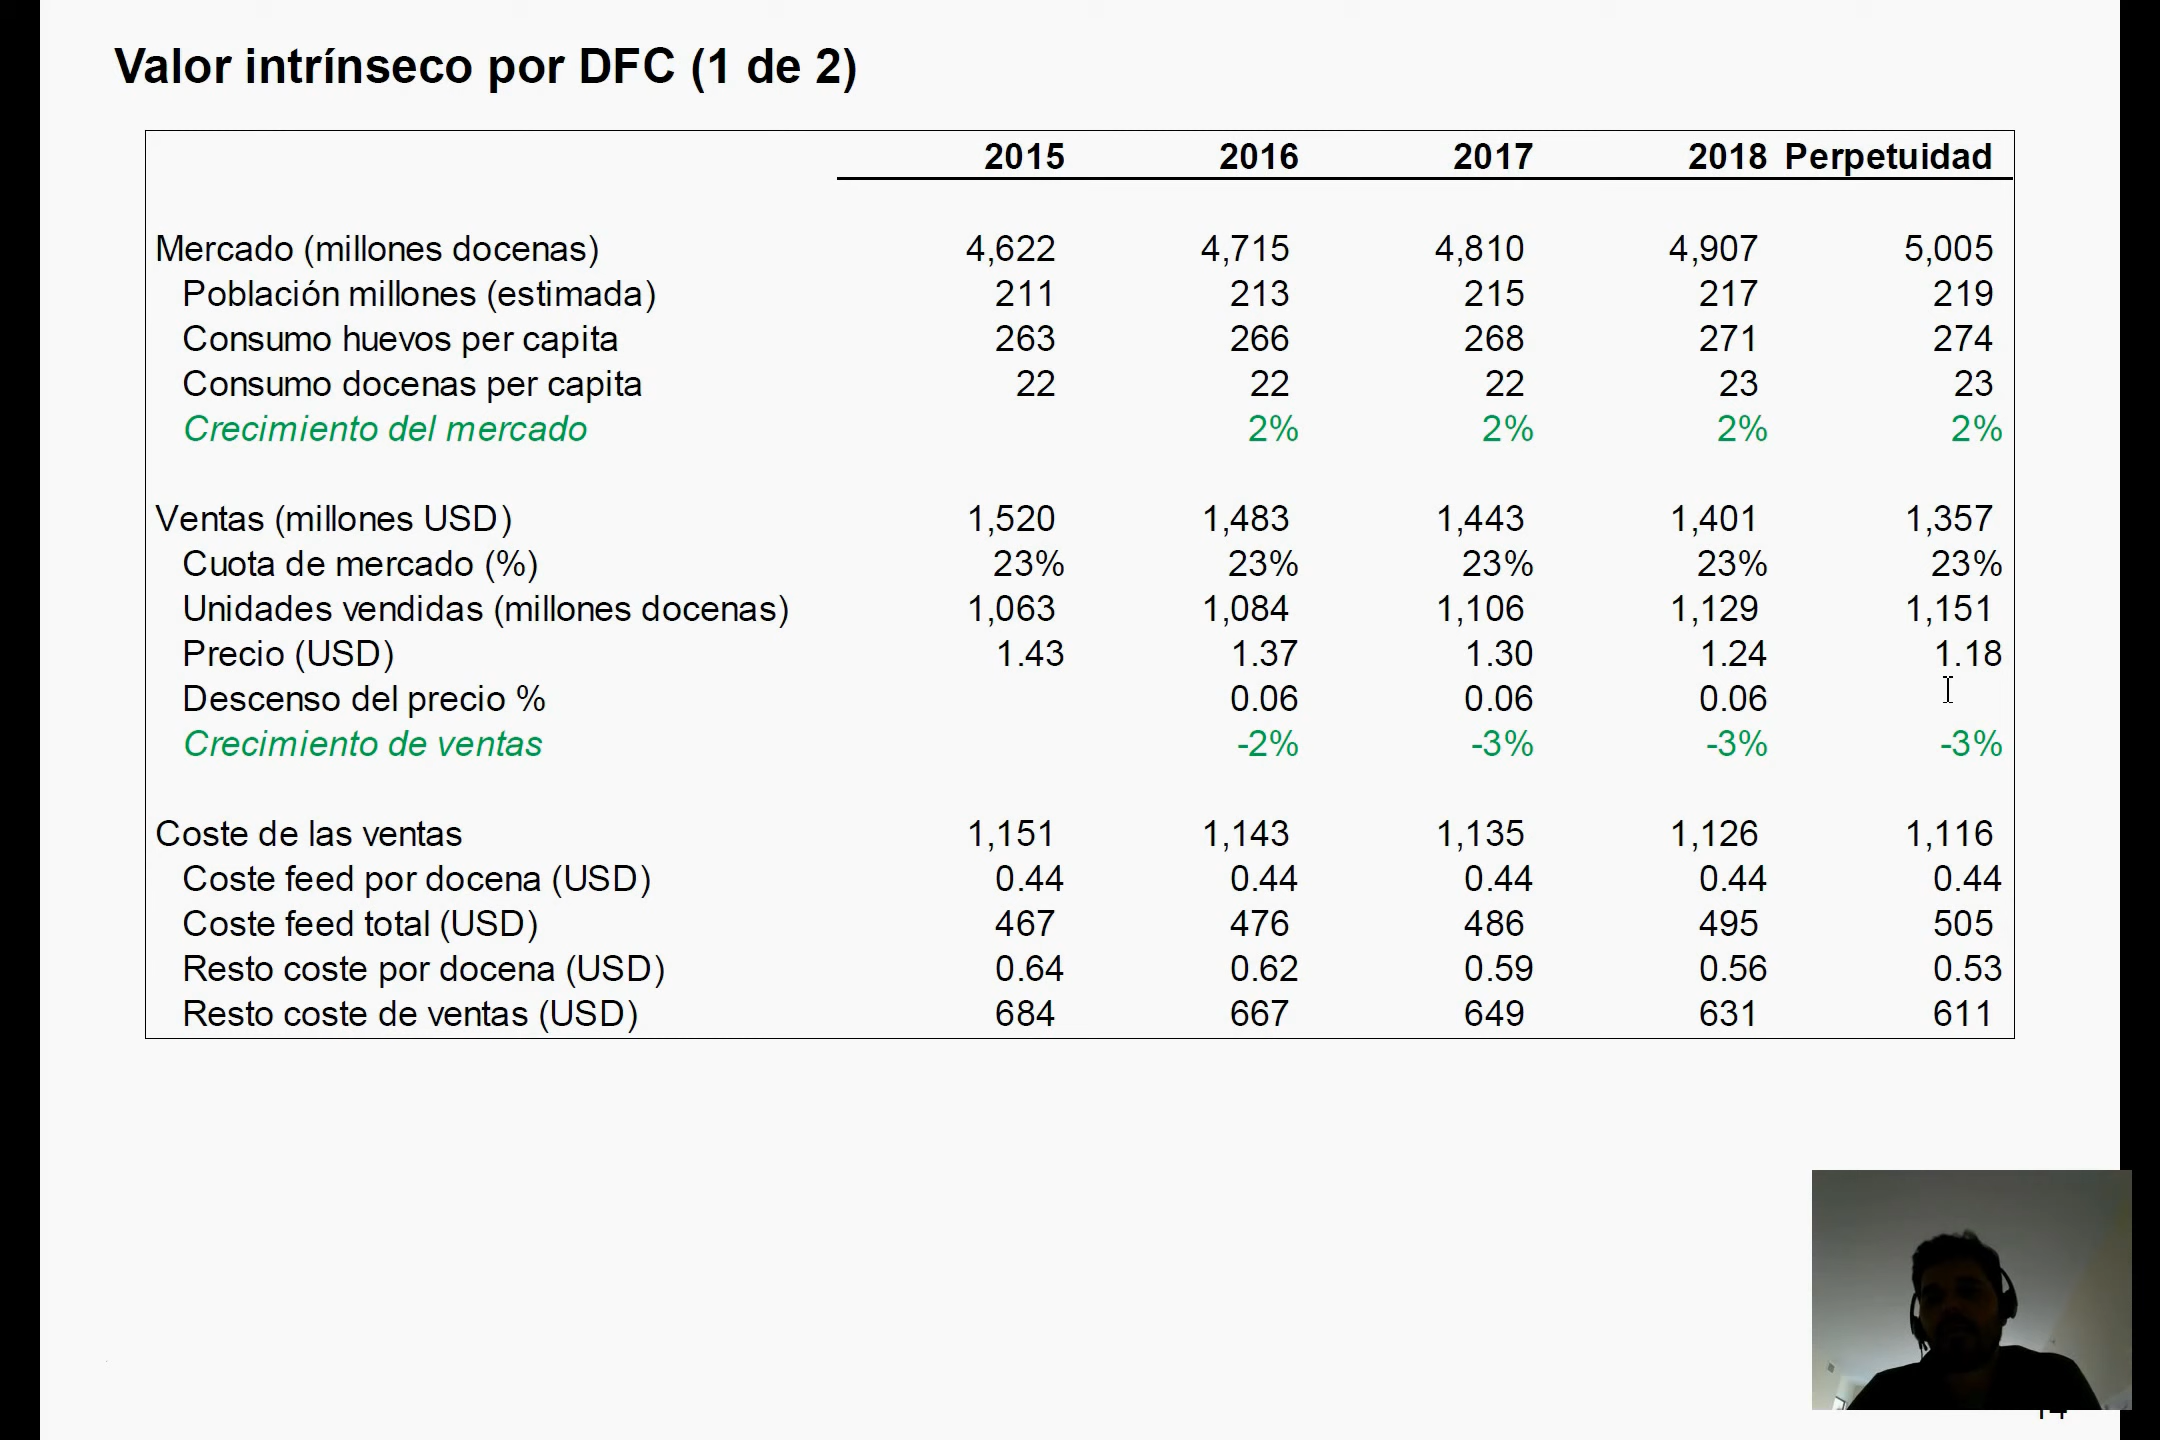 Valor intrínseco por DFC (1 de 2)
2015 2016 2017 2018 Perpetuidad
Mercado (millones docenas) 4,622 4,715 4,810 4,907 5,005
Población millones (estimada) 211 213 215 217 219
Consumo huevos per capita 263 266 268 271 274
Consumo docenas per capita 22 22 22 23 23
Crecimiento del mercado 2% 2% 2% 2%
Ventas (millones USD) 1,520 1,483 1,443 1,401 1,357
Cuota de mercado (%) 23% 23% 23% 23% 23%
Unidades vendidas (millones docenas) 1,063 1,084 1,106 1,129 1,151
Precio (USD) 1.43 1.37 1.30 1.24 1.18
Descenso del precio % 0.06 0.06 0.06
Crecimiento de ventas -2% -3% -3% -3%
Coste de las ventas 1,151 1,143 1,135 1,126 1,116
Coste feed por docena (USD) 0.44 0.44 0.44 0.44 0.44
Coste feed total (USD) 467 476 486 495 505
Resto coste por docena (USD) 0.64 0.62 0.59 0.56 0.53
Resto coste de ventas (USD) 684 667 649 631 611